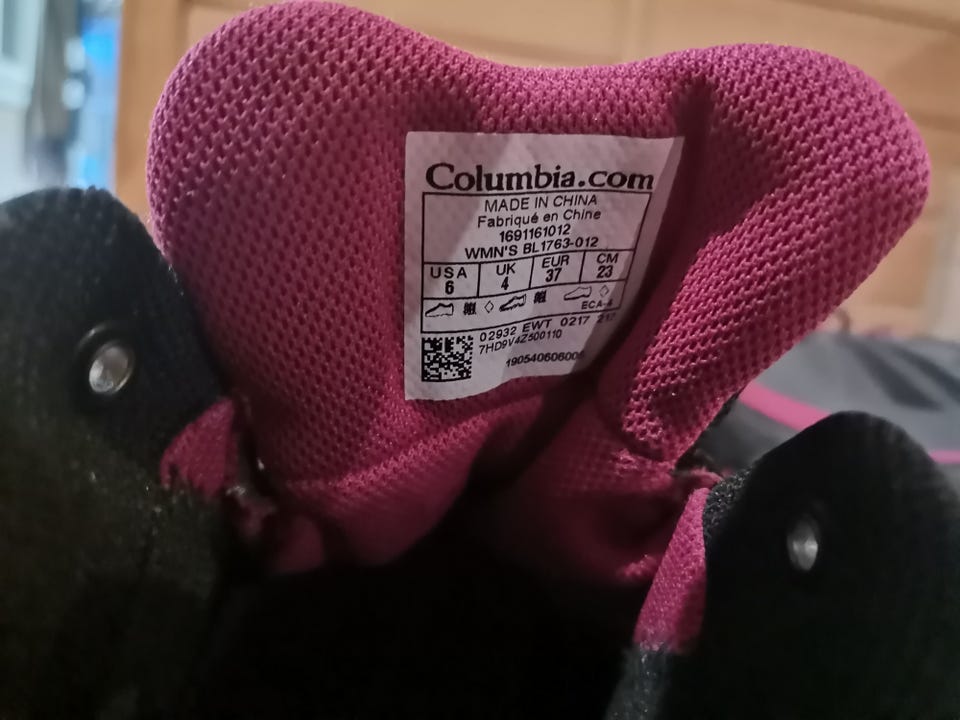 Columbia.com
MADE IN CHINA
Fabriqué en Chine
1691161012
WMN'S BL1763-012
USA UK EUR CM
6 4 37 23
ECA-4
02932 EWT 0217
7HD9V4Z500110